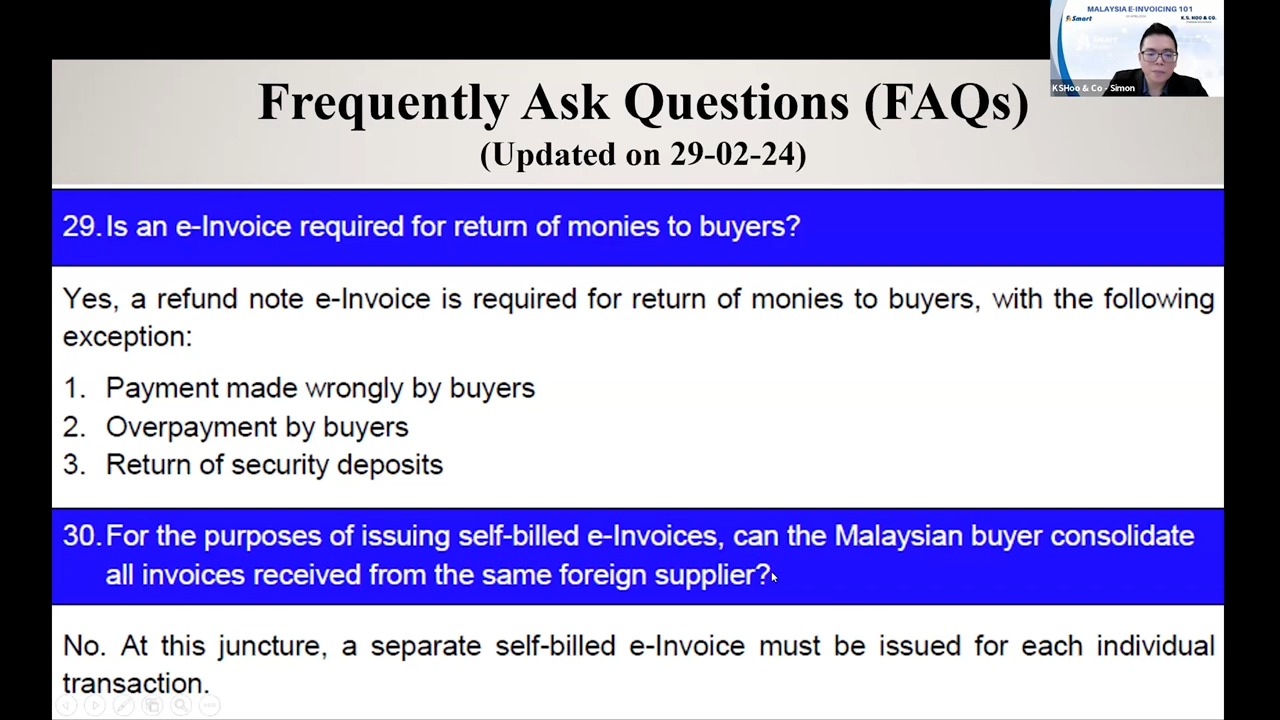 MALAYSIA E-INVOICING 101
Smart
K.S. HOO & CO.
KSHoo & Co - Simon
Frequently Ask Questions (FAQs)
(Updated on 29-02-24)
29. Is an e-Invoice required for return of monies to buyers?
Yes, a refund note e-Invoice is required for return of monies to buyers, with the following
exception:
1. Payment made wrongly by buyers
2. Overpayment by buyers
3. Return of security deposits
30. For the purposes of issuing self-billed e-Invoices, can the Malaysian buyer consolidate
all invoices received from the same foreign supplier?
No. At this juncture, a separate self-billed e-Invoice must be issued for each individual
transaction.